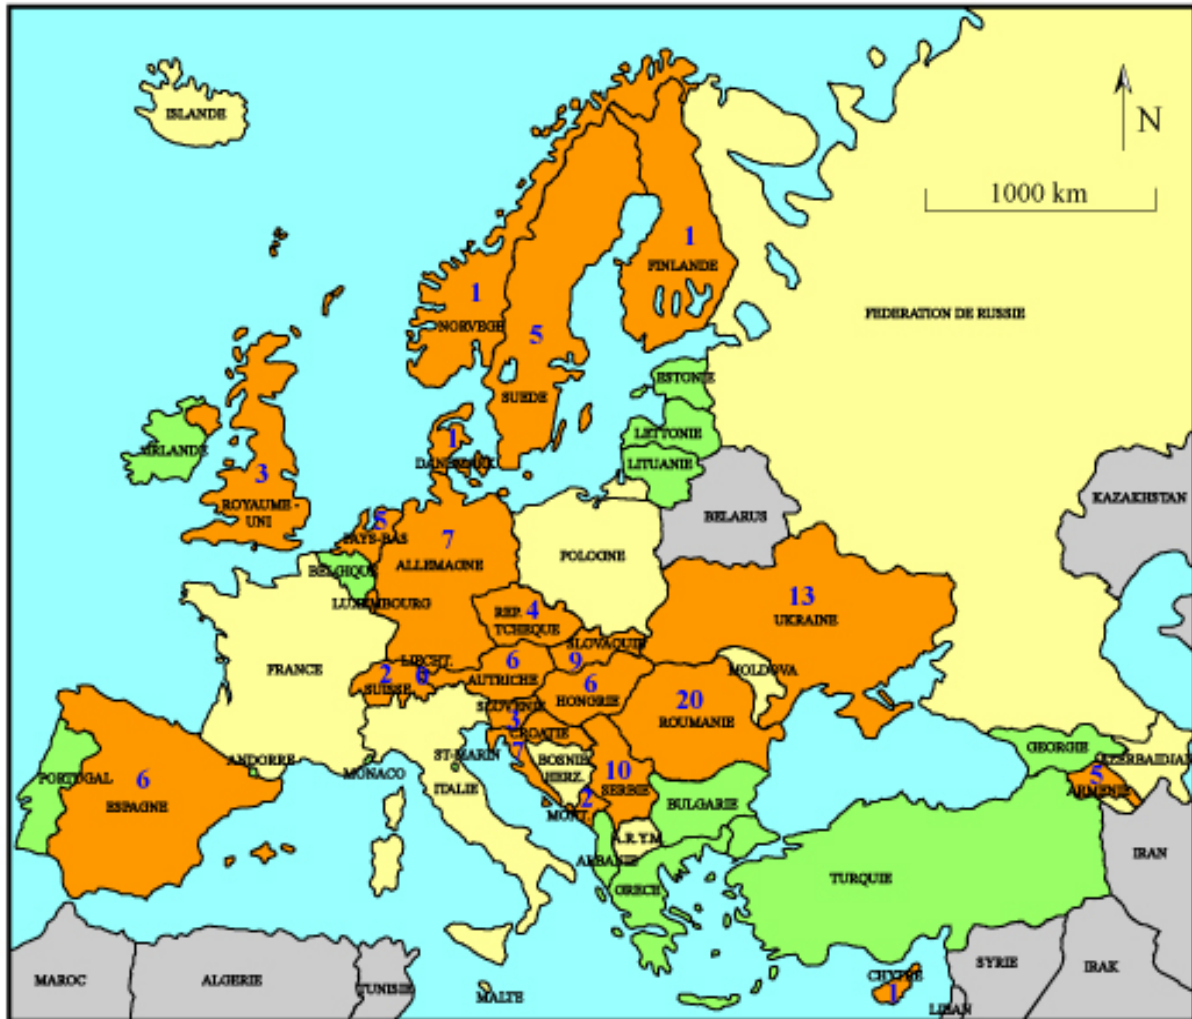 ISLANDE
N
1000 km
1
FINLANDE
1
NORVEGE
5
SUEDE
FEDERATION DE RUSSIE
ESTONIE
LETTONIE
LITUANIE
IRLANDE
3
ROYAUME -
UNI
1
DANEMARK
5
PAYS-BAS
7
ALLEMAGNE
BELGIQUE
LUXEMBOURG
POLOGNE
BELARUS
KAZAKHSTAN
13
UKRAINE
REP. 4
TCHEQUE
SLOVAQUIE
9
FRANCE
LIECHT.
2
SUISSE
6
AUTRICHE
6
HONGRIE
MOLDOVA
20
ROUMANIE
SLOVENIE
3
CROATIE
7
ANDORRE
MONACO
ST-MARIN
ITALIE
BOSNIE
HERZ.
10
SERBIE
2
MONT.
BULGARIE
A.R.Y.M
ALBANIE
GRECE
PORTUGAL
6
ESPAGNE
GEORGIE
AZERBAIDJAN
5
ARMENIE
TURQUIE
IRAN
MAROC
ALGERIE
TUNISIE
MALTE
CHYPRE
1
SYRIE
LIBAN
IRAK